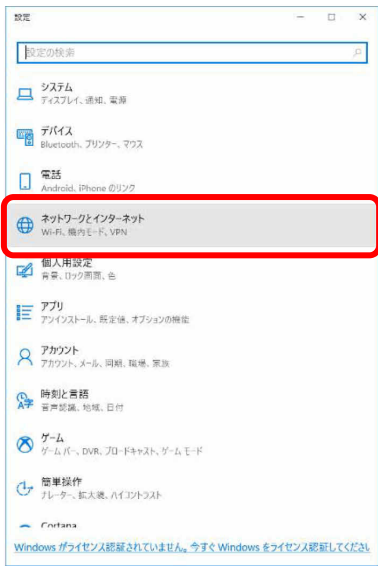 設定
設定の検索
システム
ディスプレイ、通知、電源
デバイス
Bluetooth、プリンター、マウス
電話
Android、iPhone のリンク
ネットワークとインターネット
Wi-Fi、機内モード、VPN
個人用設定
背景、ロック画面、色
アプリ
アンインストール、既定値、オプションの機能
アカウント
アカウント、メール、同期、職場、家族
時刻と言語
音声認識、地域、日付
ゲーム
ゲーム バー、DVR、ブロードキャスト、ゲーム モード
簡単操作
ナレーター、拡大鏡、ハイコントラスト
Cortana
Windows がライセンス認証されていません。今すぐ Windows をライセンス認証してくださ